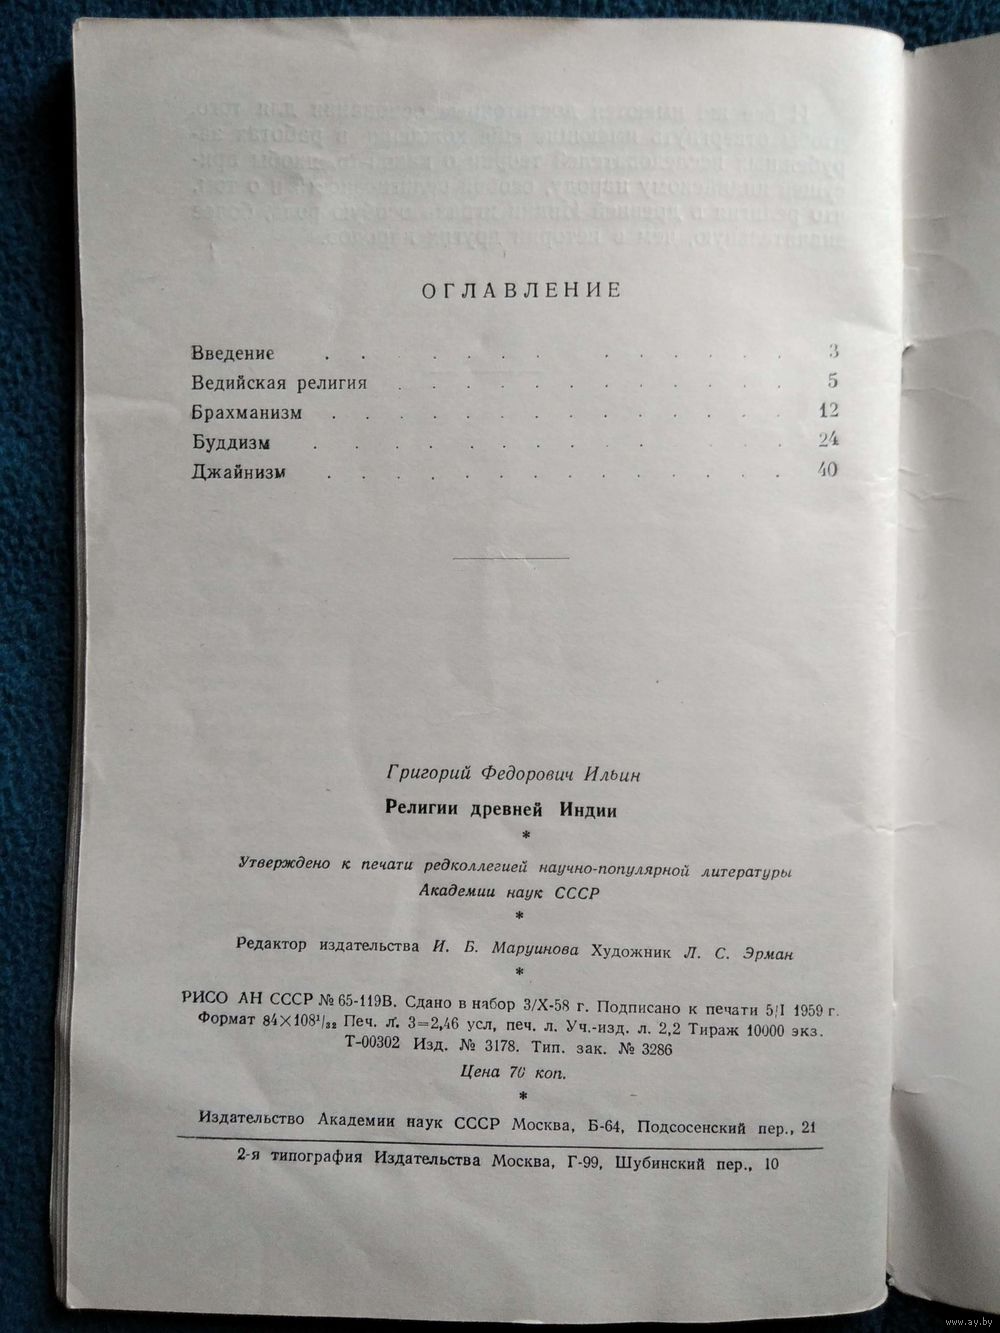 ОГЛАВЛЕНИЕ
Введение . . . . . . . . . . . . 3
Ведийская религия . . . . . . . . . . . . 5
Брахманизм . . . . . . . . . . . . . . 12
Буддизм . . . . . . . . . . . . . . 24
Джайнизм . . . . . . . . . . . . . . 40
Григорий Федорович Ильин
Религии древней Индии
*
Утверждено к печати редколлегией научно-популярной литературы
Академии наук СССР
*
Редактор издательства И. Б. Маруинова Художник Л. С. Эрман
*
РИСО АН СССР № 65-119В. Сдано в набор 3/X-58 г. Подписано к печати 5/I 1959 г.
Формат 84×108¹/₃₂ Печ. л. 3=2,46 усл, печ. л. Уч.-изд. л. 2,2 Тираж 10000 экз.
Т-00302 Изд. № 3178. Тип. зак. № 3286
Цена 70 коп.
*
Издательство Академии наук СССР Москва, Б-64, Подсосенский пер., 21
2-я типография Издательства Москва, Г-99, Шубинский пер., 10
www.ay.by